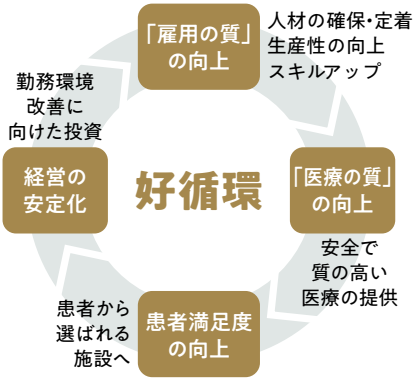 「雇用の質」
の向上
人材の確保・定着
生産性の向上
スキルアップ
「医療の質」
の向上
安全で
質の高い
医療の提供
患者満足度
の向上
患者から
選ばれる
施設へ
経営の
安定化
勤務環境
改善に
向けた投資
好循環